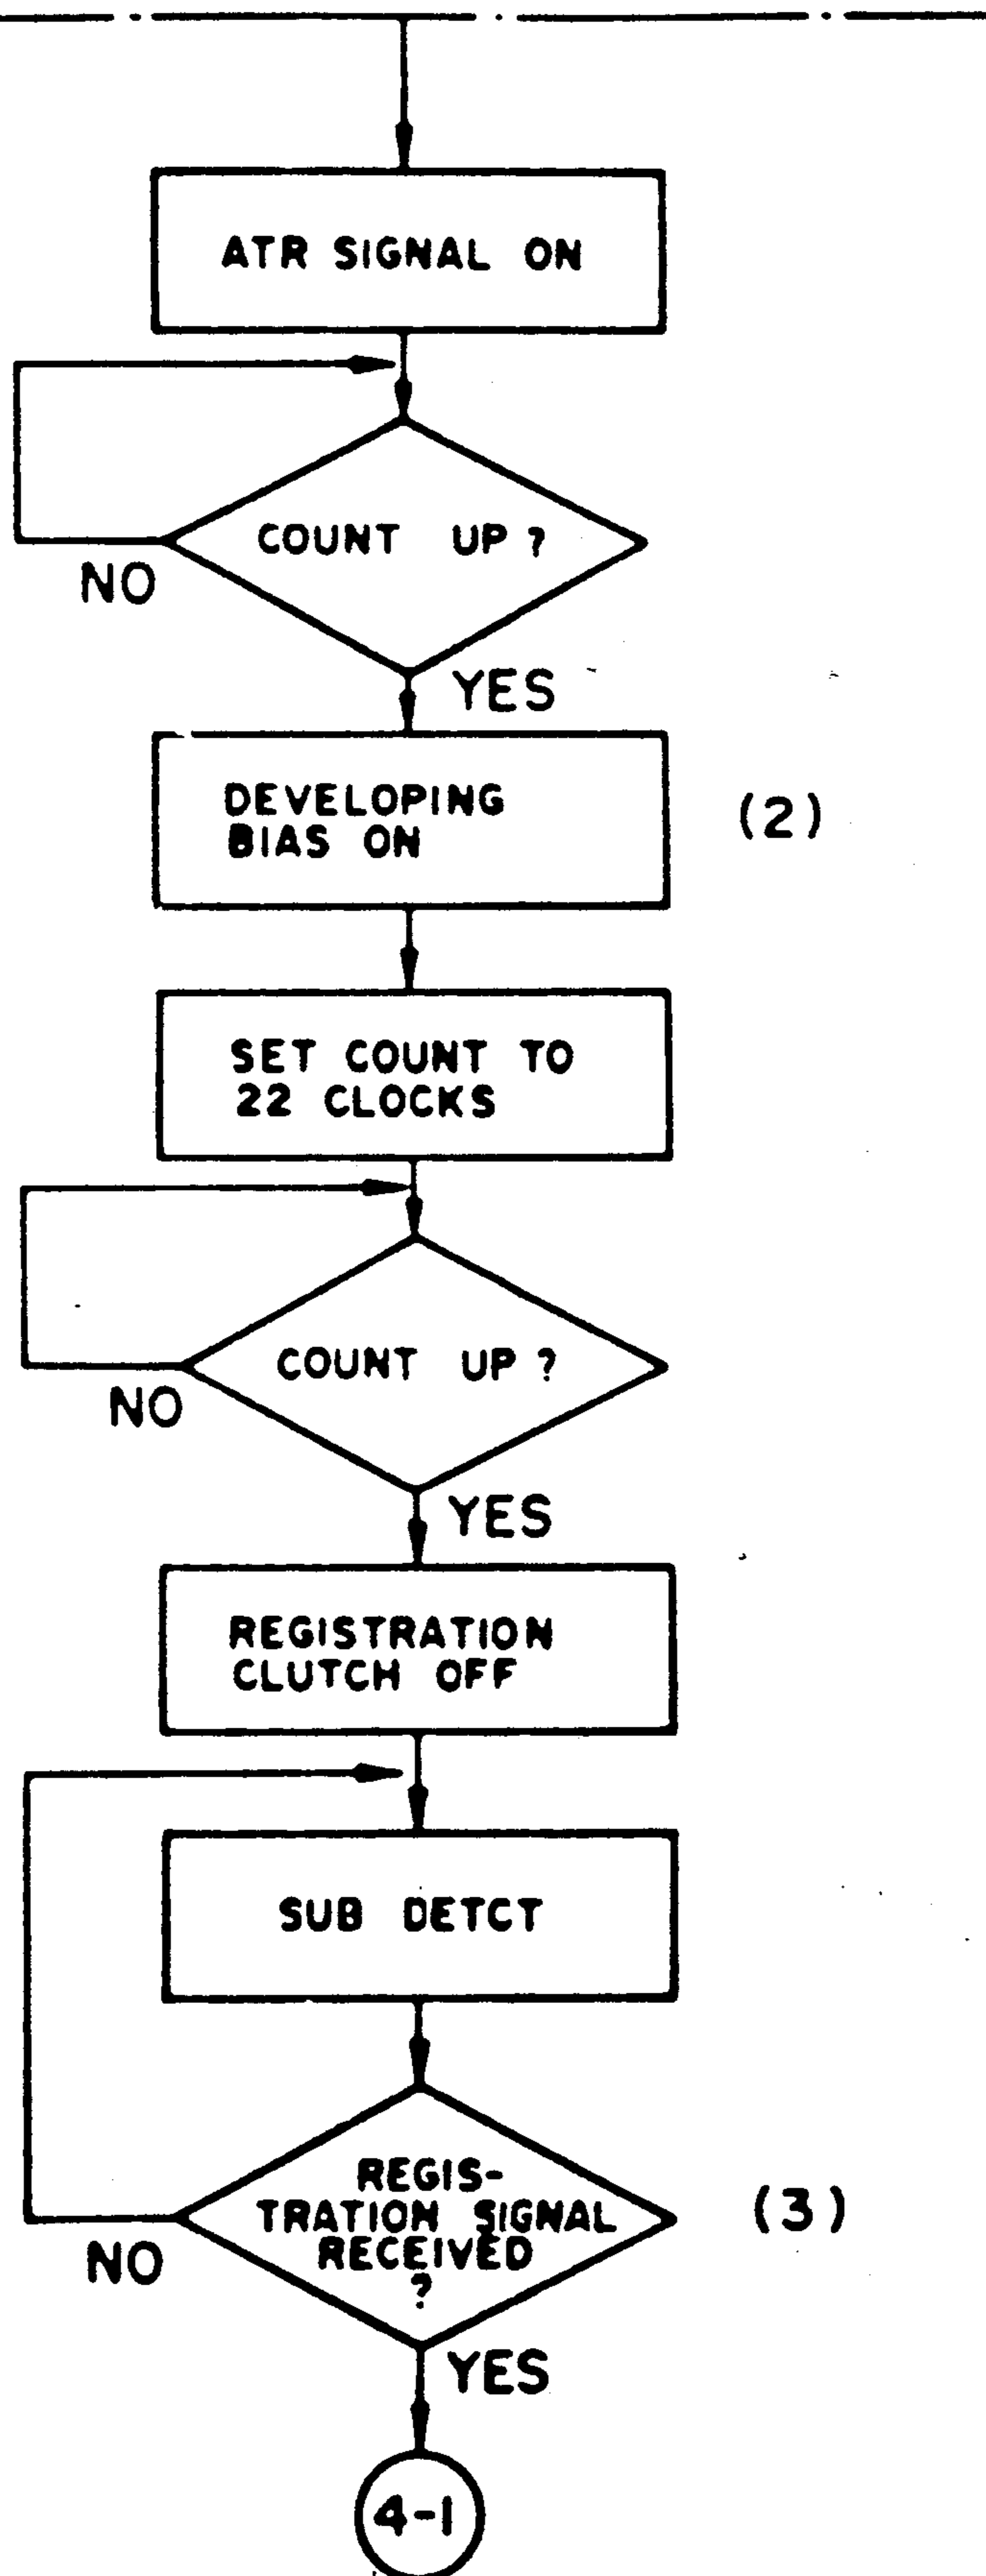 ATR SIGNAL ON
COUNT UP ?
NO
YES
DEVELOPING
BIAS ON
(2)
SET COUNT TO
22 CLOCKS
COUNT UP ?
NO
YES
REGISTRATION
CLUTCH OFF
SUB DETCT
REGIS-
TRATION SIGNAL
RECEIVED
?
(3)
NO
YES
4-1